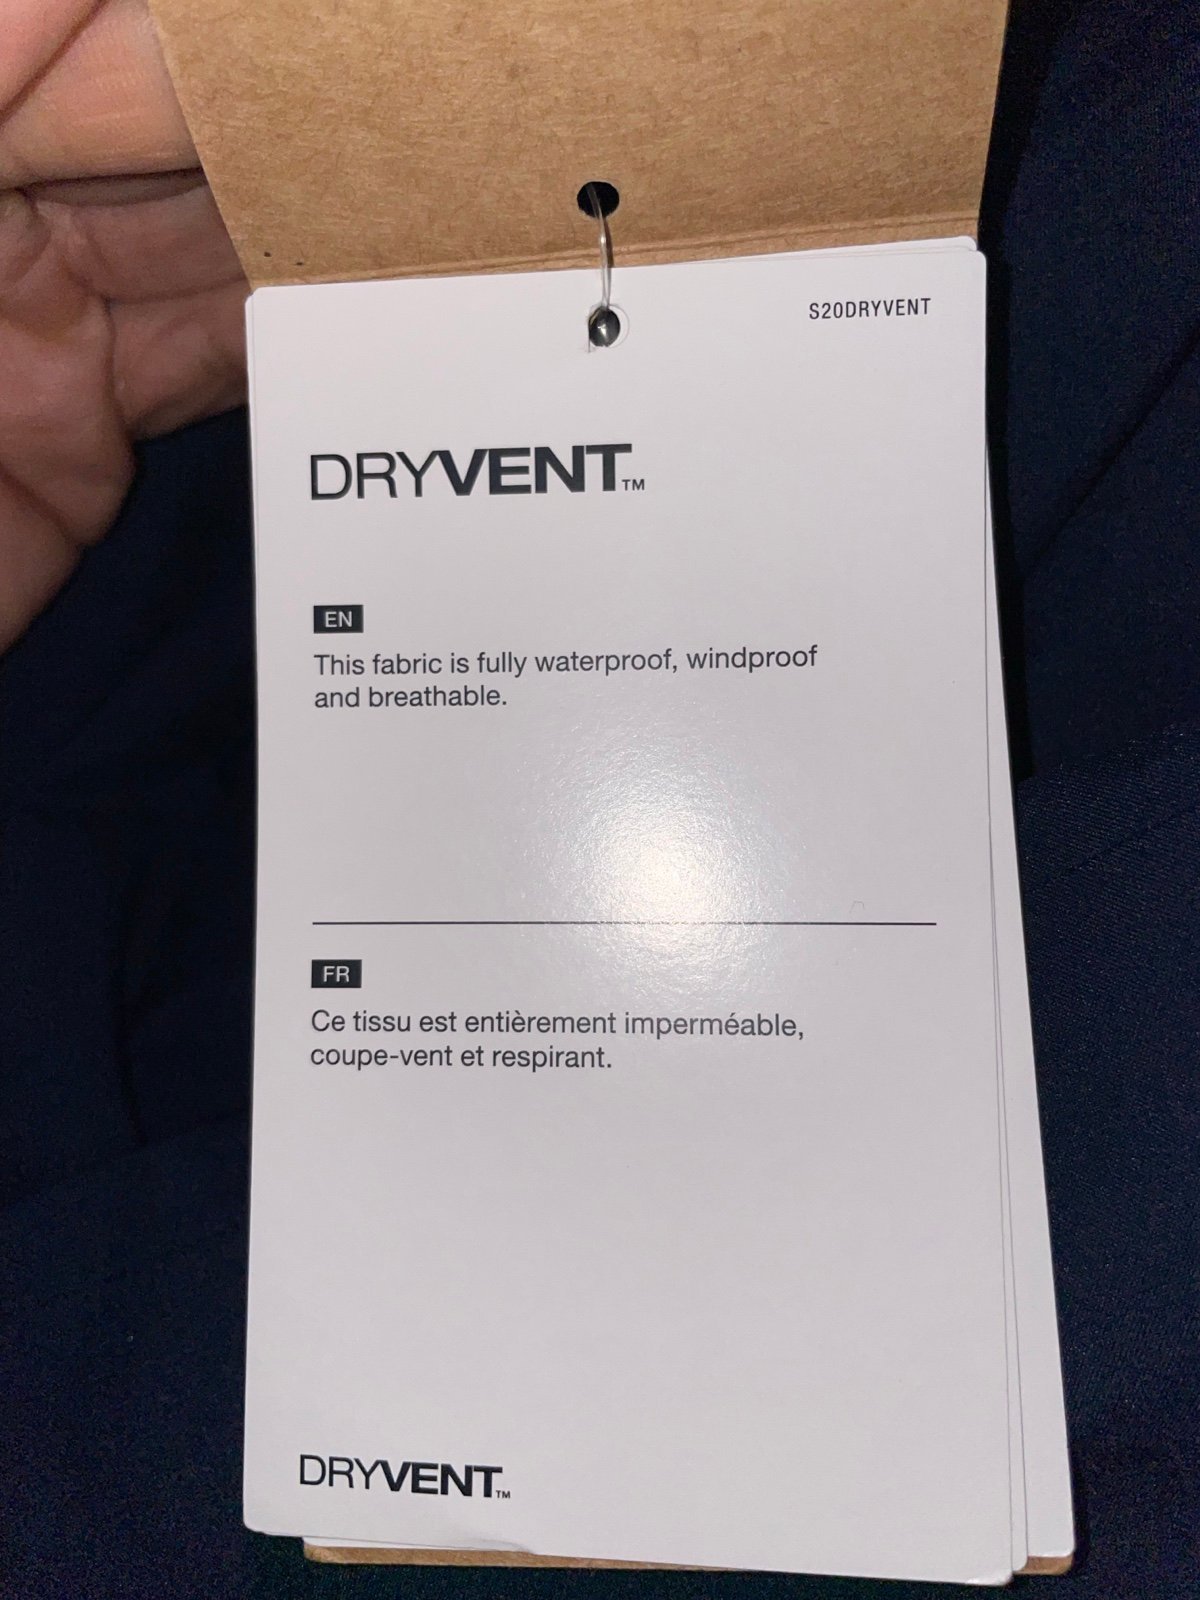 S20DRYVENT
DRYVENT™
EN
This fabric is fully waterproof, windproof
and breathable.
FR
Ce tissu est entièrement imperméable,
coupe-vent et respirant.
DRYVENT™